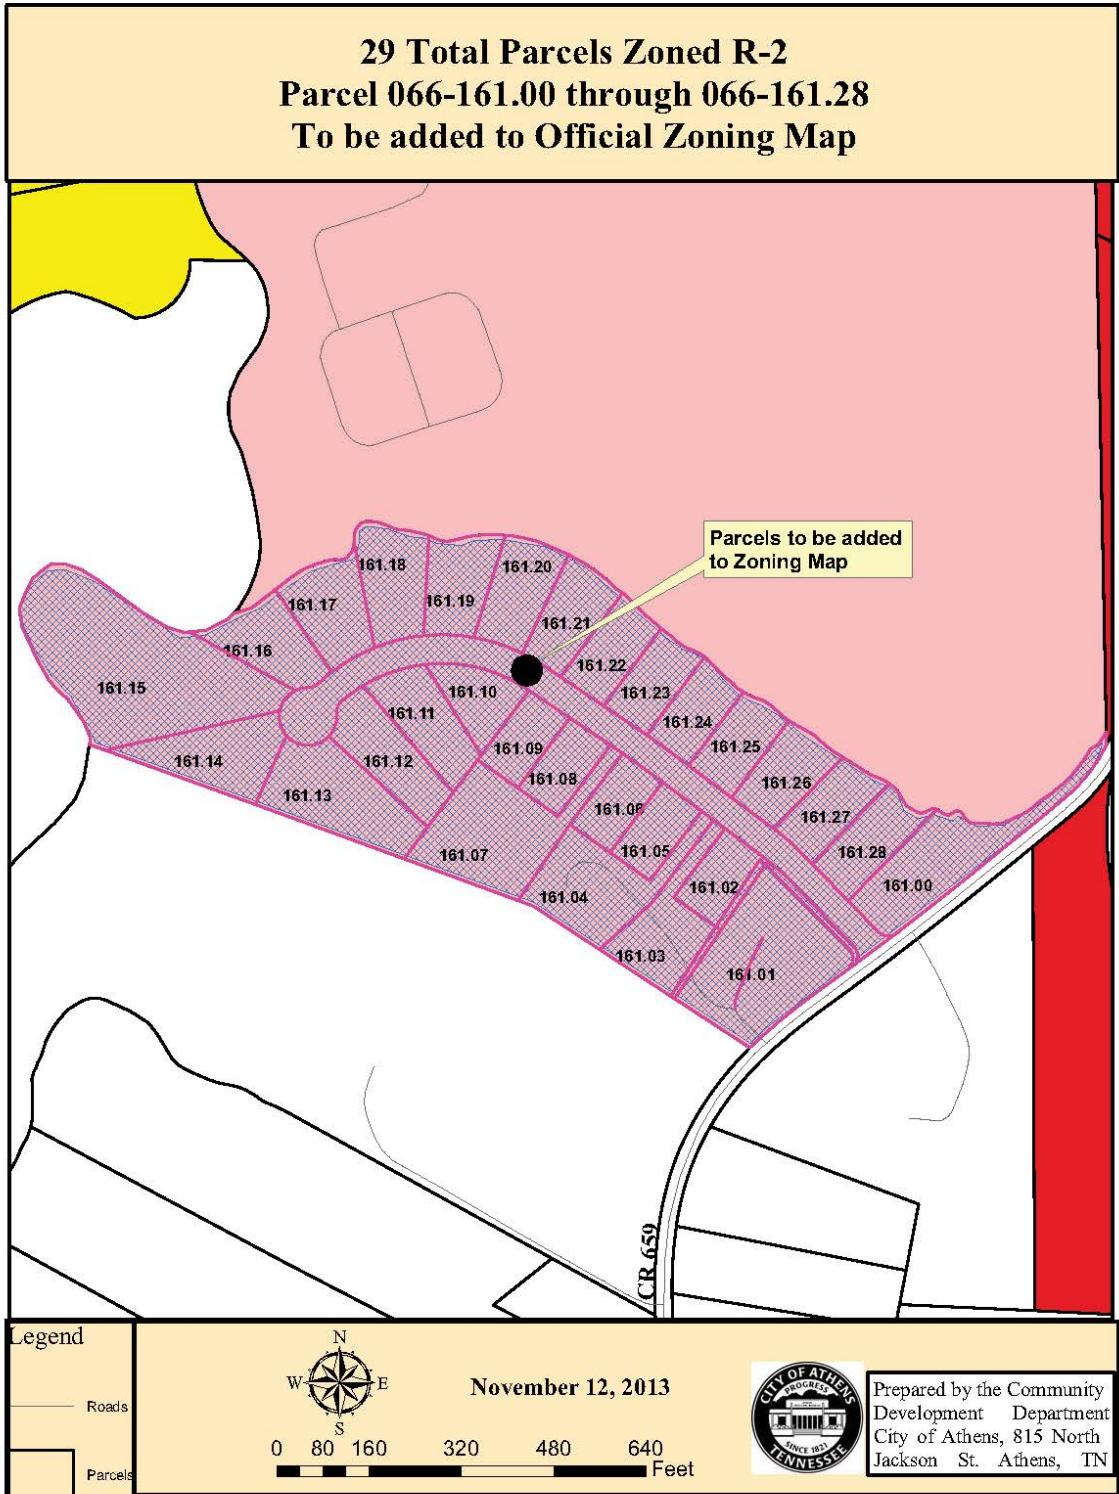 29 Total Parcels Zoned R-2
Parcel 066-161.00 through 066-161.28
To be added to Official Zoning Map
Parcels to be added
to Zoning Map
161.18
161.20
161.17
161.19
161.21
161.16
161.22
161.15
161.10
161.23
161.11
161.24
161.09
161.25
161.14
161.12
161.08
161.26
161.13
161.06
161.27
161.07
161.05
161.28
161.04
161.02
161.00
161.03
161.01
CR 659
Legend
Roads
Parcels
N
W
E
S
November 12, 2013
0 80 160 320 480 640
Feet
CITY OF ATHENS
PROGRESS
SINCE 1821
TENNESSEE
Prepared by the Community
Development Department
City of Athens, 815 North
Jackson St. Athens, TN